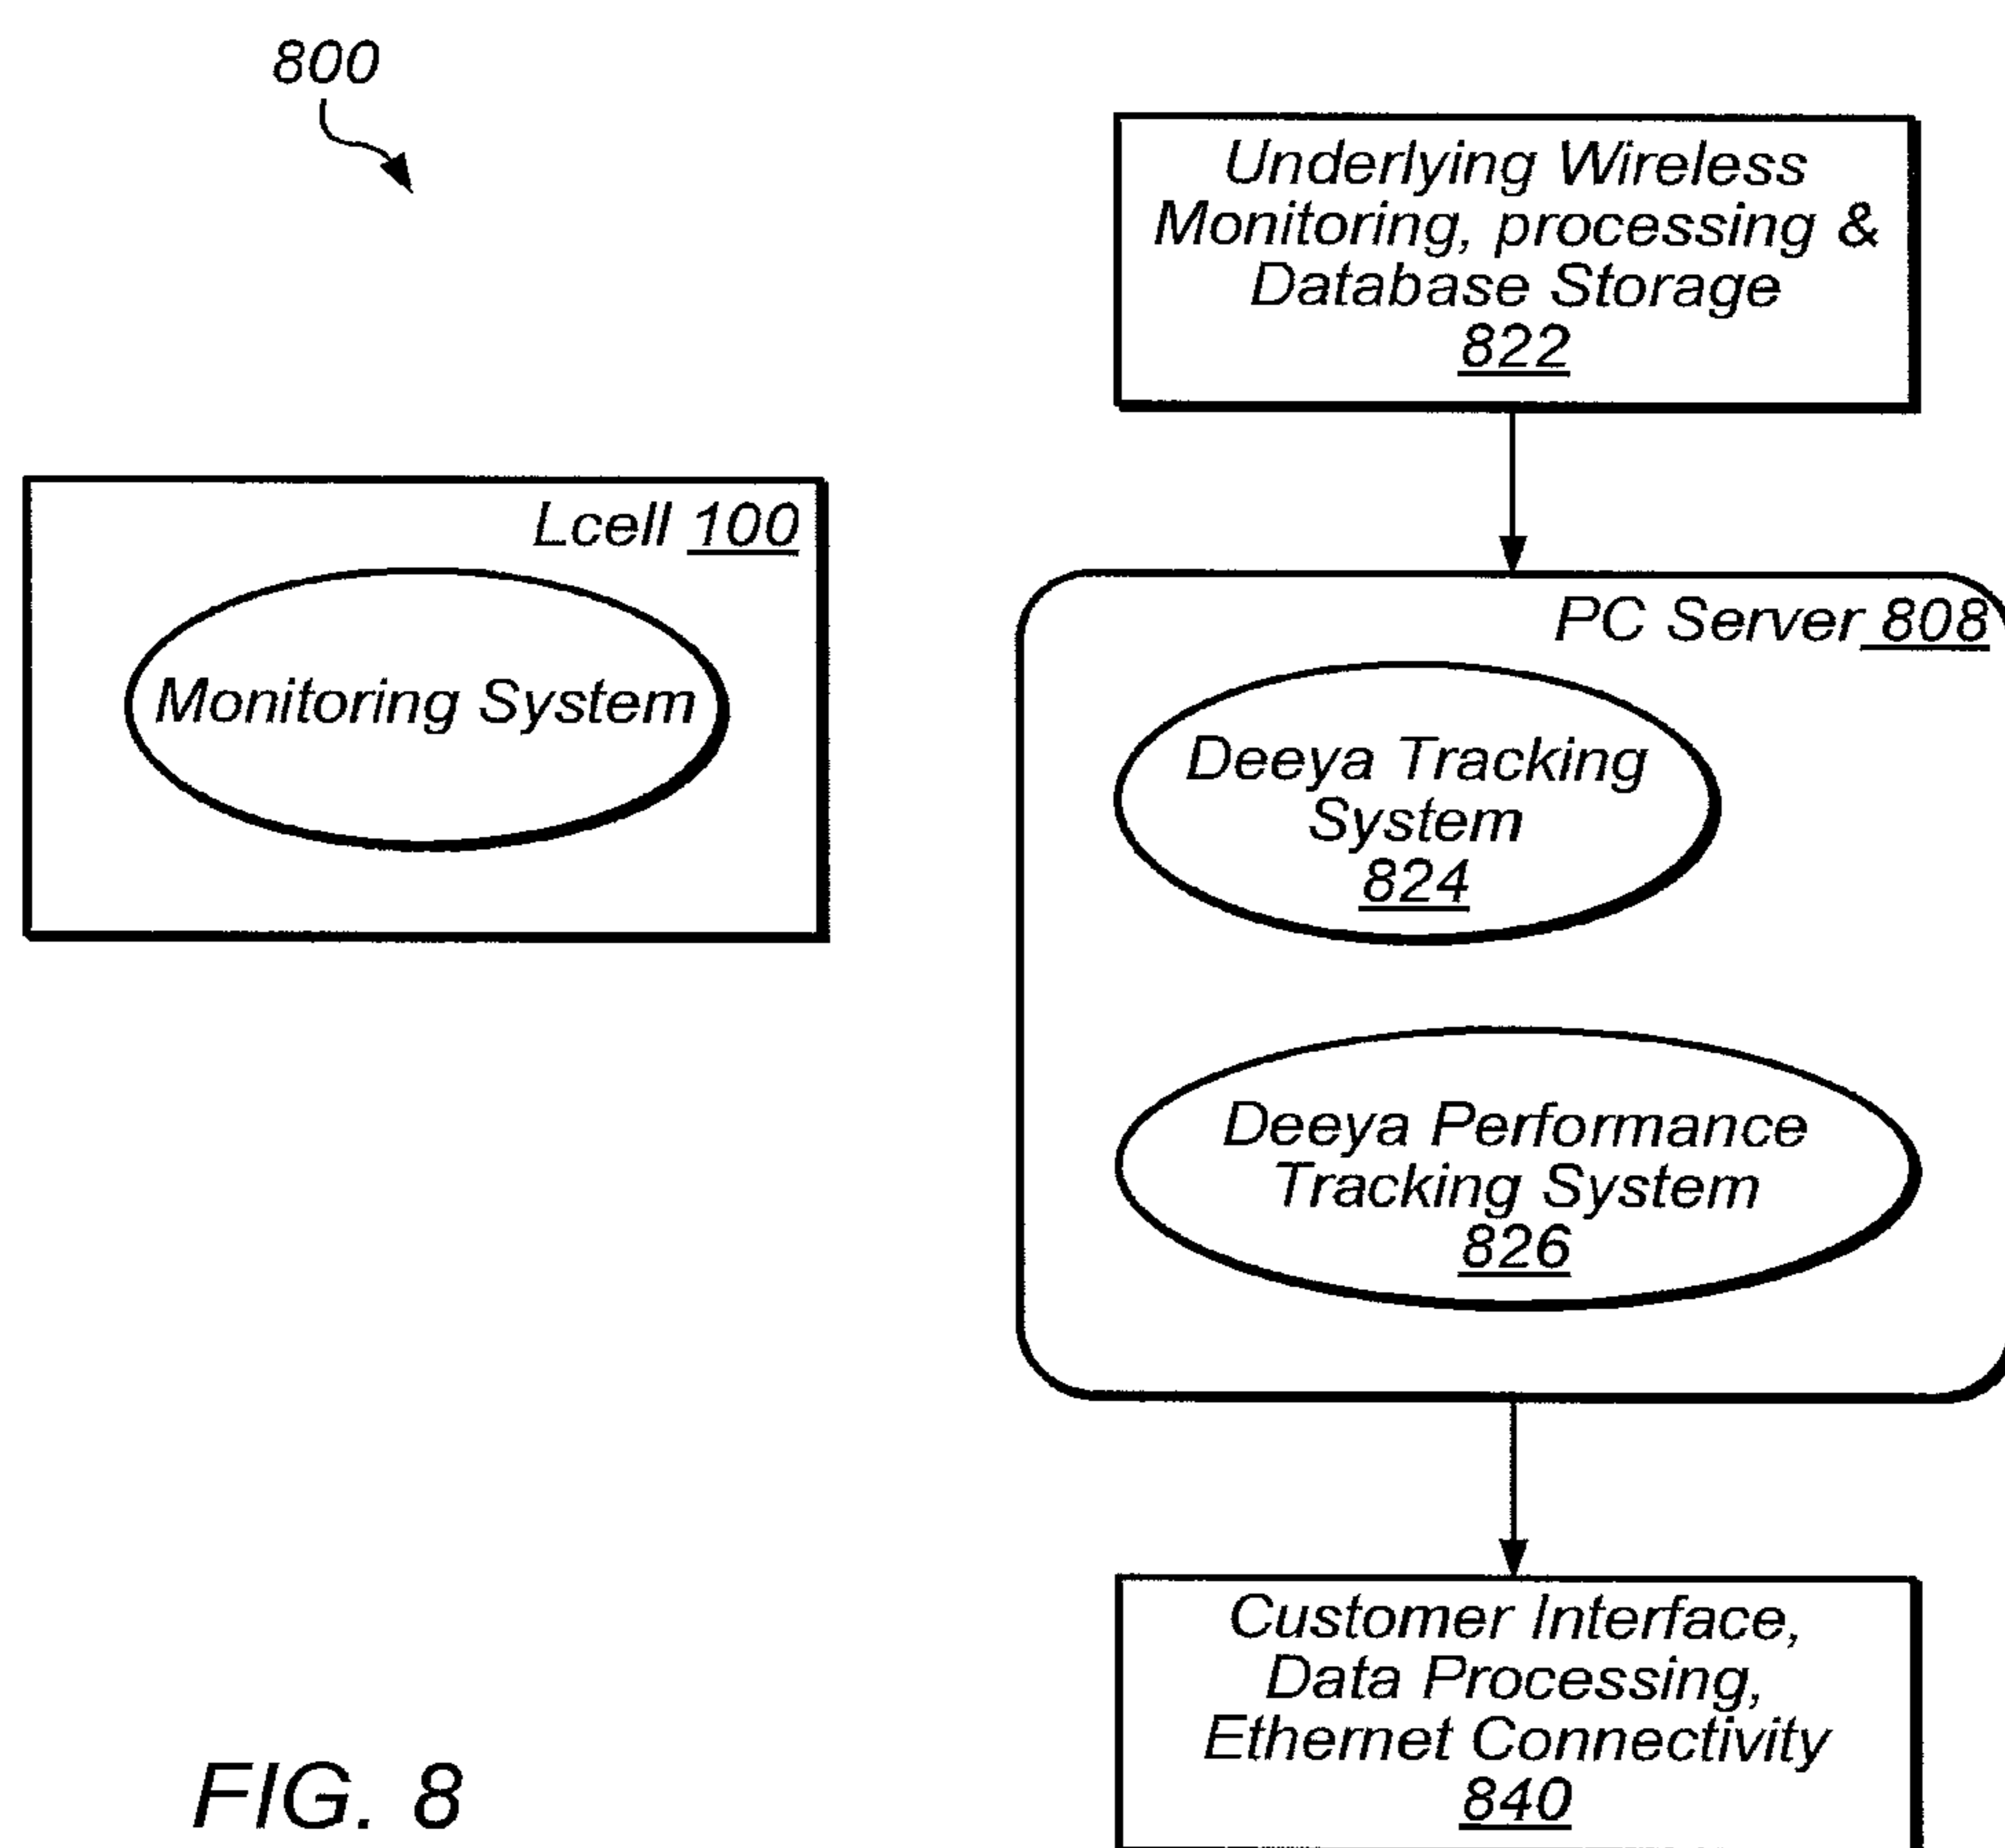 800
Underlying Wireless
Monitoring, processing &
Database Storage
822
Lcell 100
Monitoring System
PC Server 808
Deeya Tracking
System
824
Deeya Performance
Tracking System
826
Customer Interface,
Data Processing,
Ethernet Connectivity
840
FIG. 8